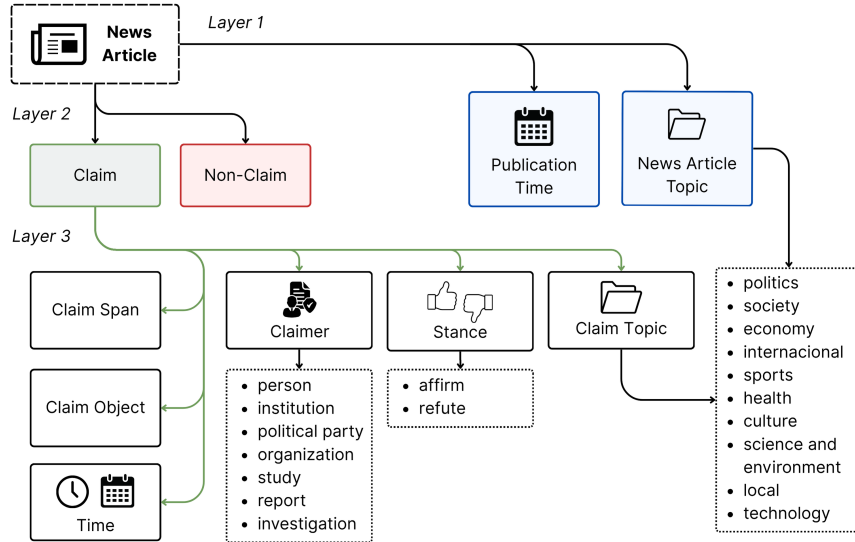 News
Article
Layer 1
Layer 2
Claim
Non-Claim
Publication
Time
News Article
Topic
Layer 3
Claim Span
Claimer
Stance
Claim Topic
Claim Object
Time
• person
• institution
• political party
• organization
• study
• report
• investigation
• affirm
• refute
• politics
• society
• economy
• internacional
• sports
• health
• culture
• science and
environment
• local
• technology